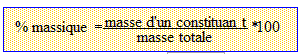 % massique = masse d'un constituan t / masse totale *100